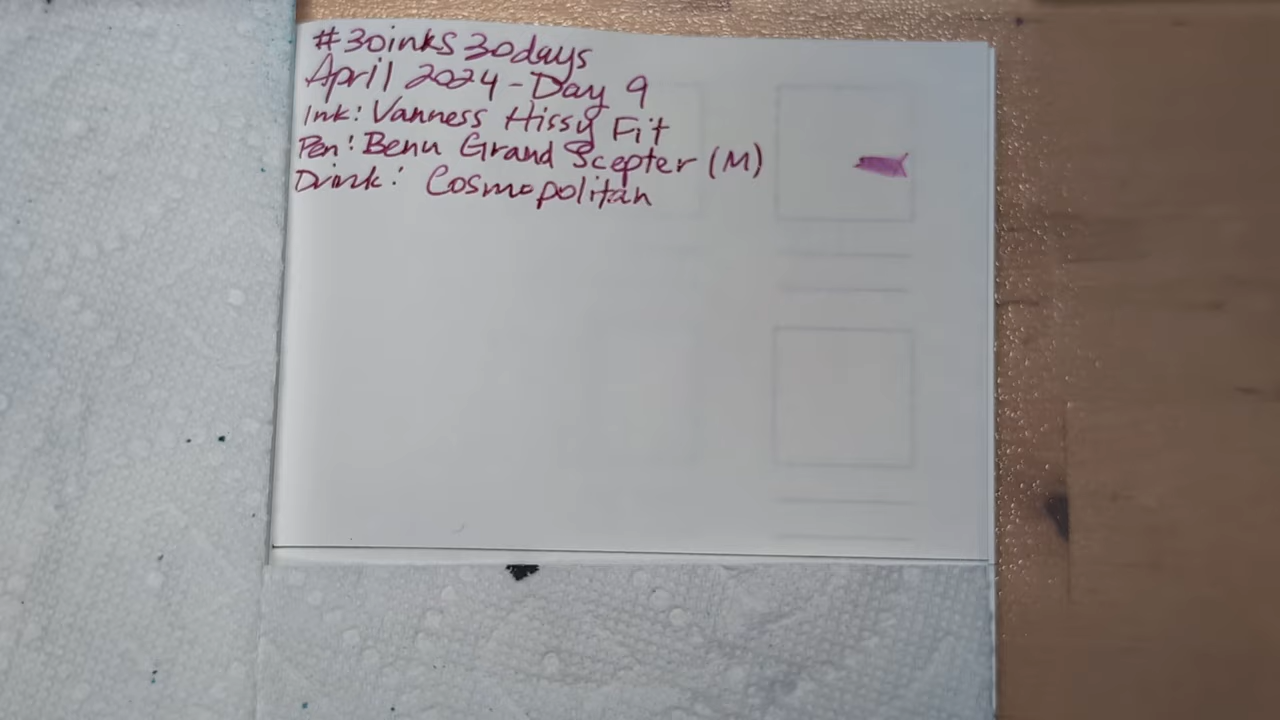 #30inks30days
April 2024 - Day 9
Ink: Vanness Hissy Fit
Pen: Benu Grand Scepter (M)
Drink: Cosmopolitan